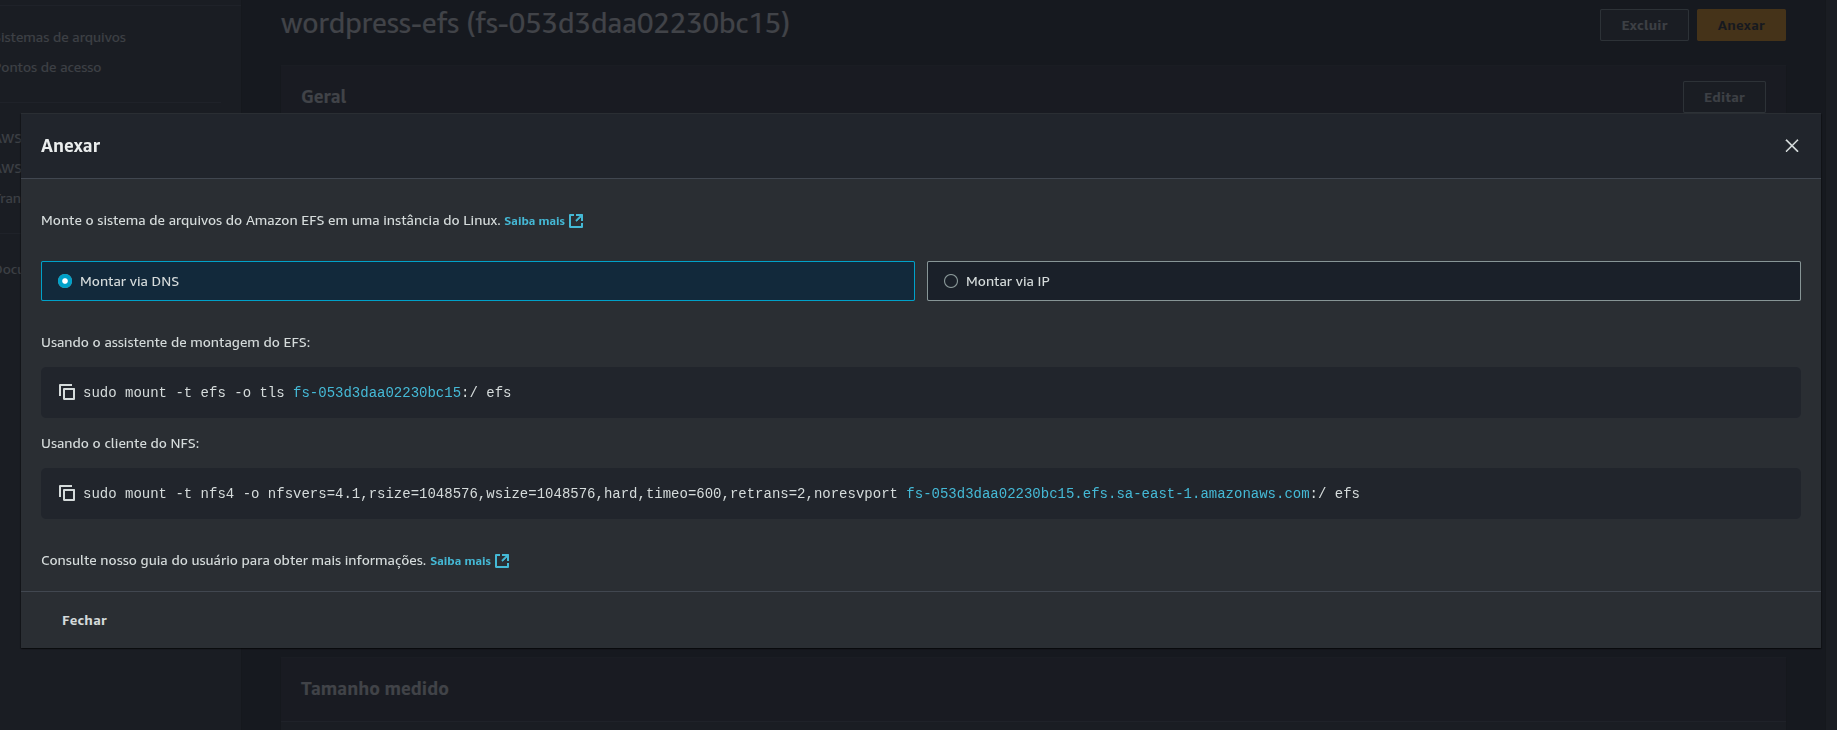 wordpress-efs (fs-053d3daa02230bc15)
Excluir
Anexar
istemas de arquivos
ontos de acesso
Geral
Editar
Anexar
Monte o sistema de arquivos do Amazon EFS em uma instância do Linux. Saiba mais
Montar via DNS
Montar via IP
Usando o assistente de montagem do EFS:
sudo mount -t efs -o tls fs-053d3daa02230bc15:/ efs
Usando o cliente do NFS:
sudo mount -t nfs4 -o nfsvers=4.1,rsize=1048576,wsize=1048576,hard,timeo=600,retrans=2,noresvport fs-053d3daa02230bc15.efs.sa-east-1.amazonaws.com:/ efs
Consulte nosso guia do usuário para obter mais informações. Saiba mais
Fechar
Tamanho medido